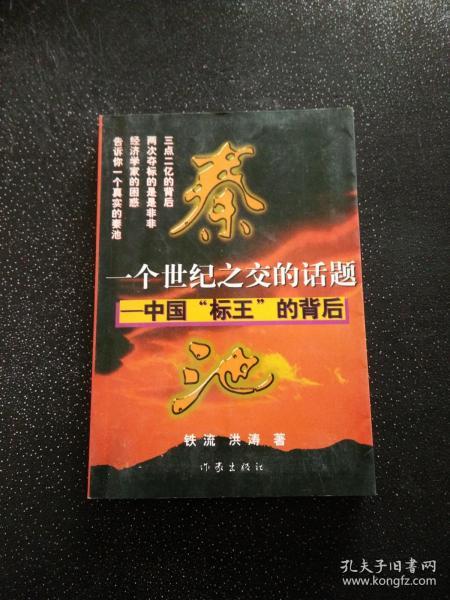 三点二亿的背后
两次夺标的是是非非
经济学家的困惑
告诉你一个真实的秦池
秦
一个世纪之交的话题
—中国“标王”的背后
池
铁流 洪涛 著
作家出版社
孔夫子旧书网
www.kongfz.com